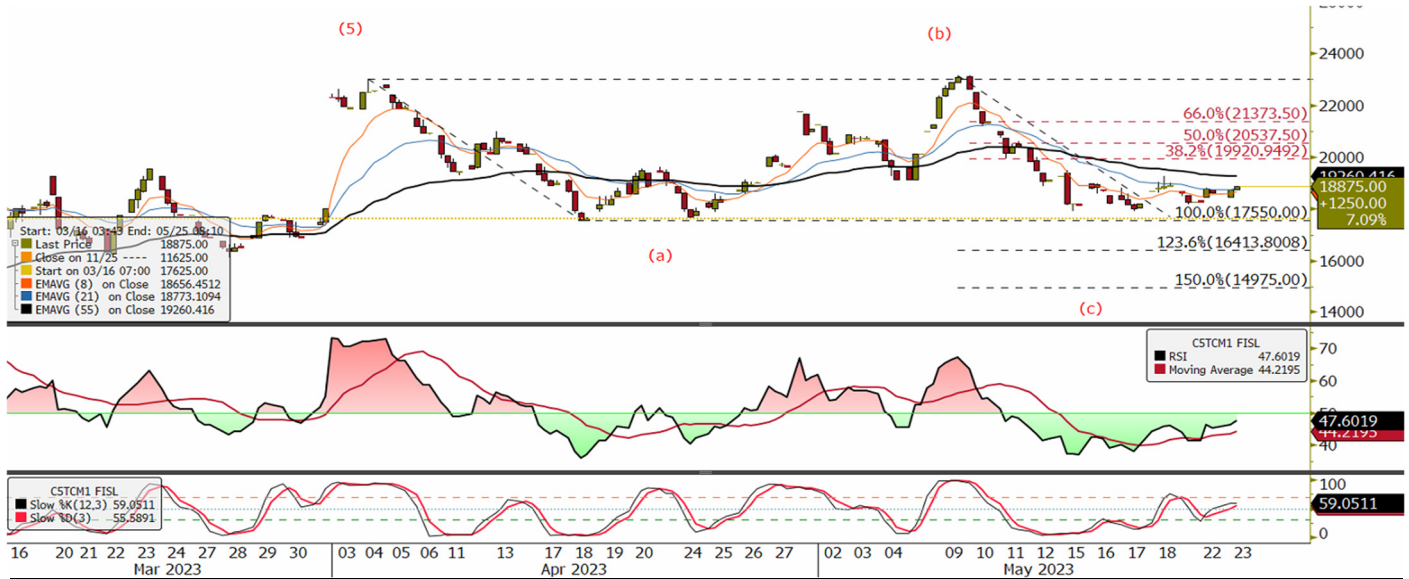 (5)
(b)
24000
66.0%(21373.50)
22000
50.0%(20537.50)
38.2%(19920.9492)
20000
19260.416
18875.00
+1250.00
7.09%
100.0%(17550.00)
(a)
123.6%(16413.8008)
16000
150.0%(14975.00)
(c)
14000
Start: 03/16 03:43 End: 05/25 08:10
Last Price 18875.00
Close on 11/25 ---- 11625.00
Start on 03/16 07:00 17625.00
EMAVG (8) on Close 18656.4512
EMAVG (21) on Close 18773.1094
EMAVG (55) on Close 19260.416
CSTCM1 FISL
RSI 47.6019
Moving Average 44.2195
70
60
50
47.6019
44.2195
40
CSTCM1 FISL
Slow %K(12,3) 59.0511
Slow %D(3) 55.5891
100
59.0511
0
16 20 21 22 23 24 27 28 29 30 03 04 05 06 11 13 17 18 19 20 24 25 26 27 02 03 04 09 10 11 12 15 16 17 18 22 23
Mar 2023 Apr 2023 May 2023